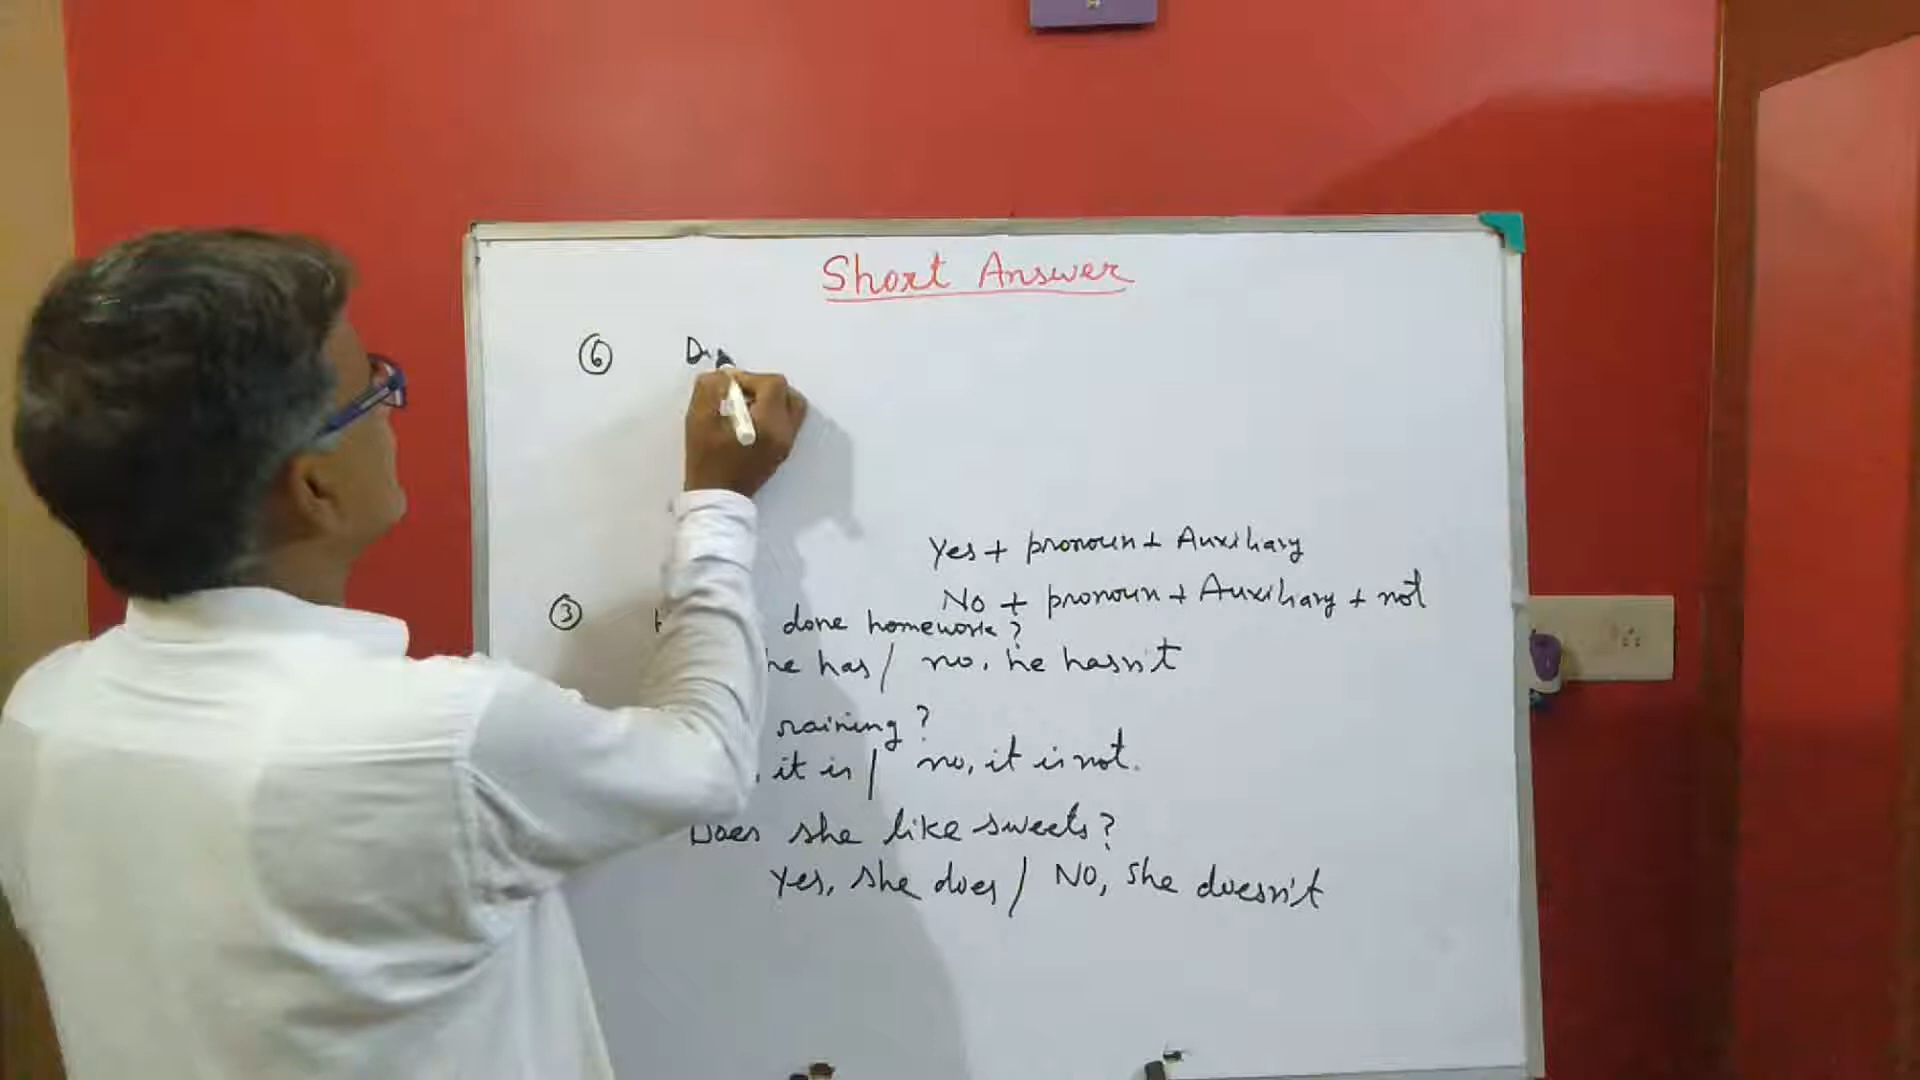 Short Answer
⑥ D
Yes + pronoun + Auxiliary
No + pronoun + Auxiliary + not
③ done homework?
he has / no, he hasn't
raining?
, it is / no, it is not.
Does she like sweets?
Yes, she does / No, she doesn't